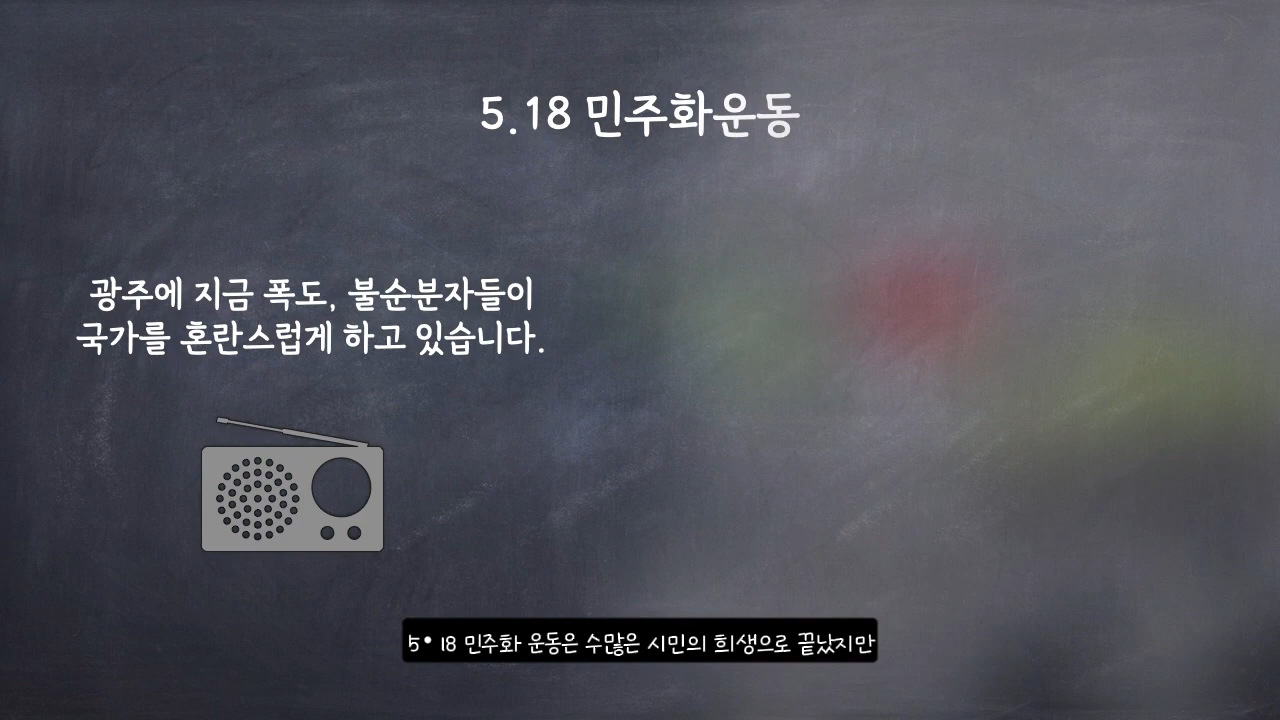 5.18 민주화운동
광주에 지금 폭도, 불순분자들이
국가를 혼란스럽게 하고 있습니다.
5• 18 민주화 운동은 수많은 시민의 희생으로 끝났지만